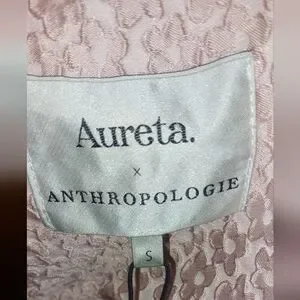 Aureta.
x
ANTHROPOLOGIE
S